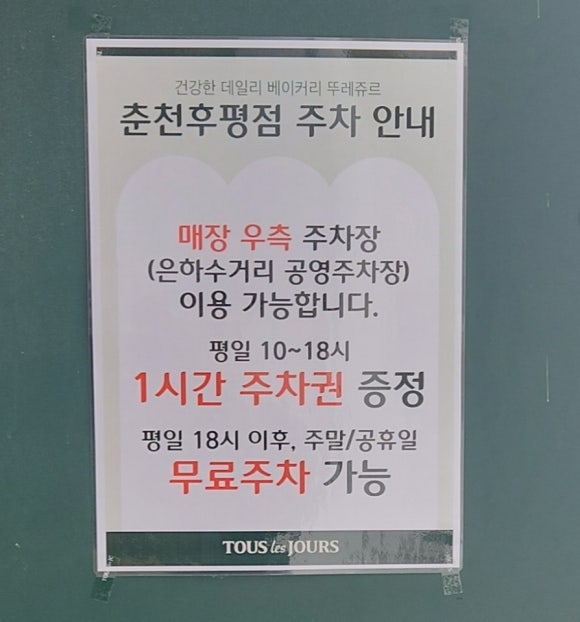 건강한 데일리 베이커리 뚜레쥬르
춘천후평점 주차 안내
매장 우측 주차장
(은하수거리 공영주차장)
이용 가능합니다.
평일 10~18시
1시간 주차권 증정
평일 18시 이후, 주말/공휴일
무료주차 가능
TOUS les JOURS